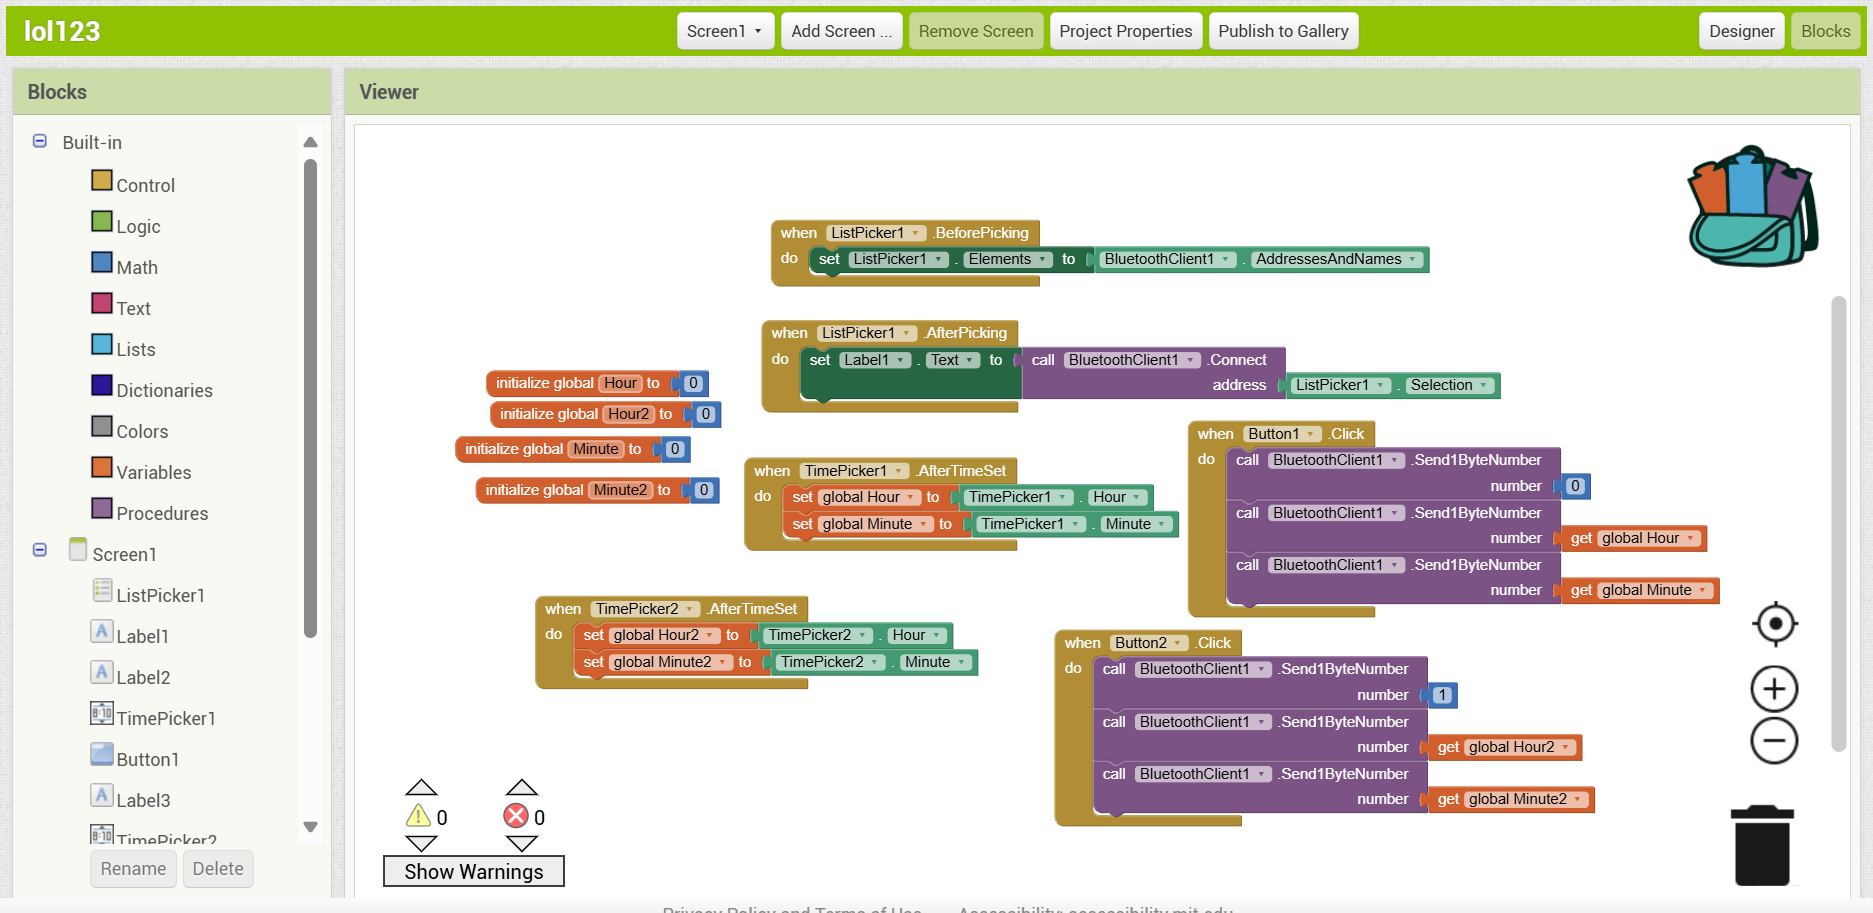 lol123
Screen1
Add Screen ...
Remove Screen
Project Properties
Publish to Gallery
Designer
Blocks
Blocks
Built-in
Control
Logic
Math
Text
Lists
Dictionaries
Colors
Variables
Procedures
Screen1
ListPicker1
Label1
Label2
TimePicker1
Button1
Label3
TimePicker2
Rename
Delete
Viewer
when ListPicker1 .BeforePicking
do set ListPicker1 . Elements to BluetoothClient1 . AddressesAndNames
when ListPicker1 .AfterPicking
do set Label1 . Text to call BluetoothClient1 .Connect
address ListPicker1 . Selection
initialize global Hour to 0
initialize global Hour2 to 0
initialize global Minute to 0
initialize global Minute2 to 0
when TimePicker1 .AfterTimeSet
do set global Hour to TimePicker1 . Hour
set global Minute to TimePicker1 . Minute
when Button1 .Click
do call BluetoothClient1 .Send1ByteNumber
number 0
call BluetoothClient1 .Send1ByteNumber
number get global Hour
call BluetoothClient1 .Send1ByteNumber
number get global Minute
when TimePicker2 .AfterTimeSet
do set global Hour2 to TimePicker2 . Hour
set global Minute2 to TimePicker2 . Minute
when Button2 .Click
do call BluetoothClient1 .Send1ByteNumber
number 1
call BluetoothClient1 .Send1ByteNumber
number get global Hour2
call BluetoothClient1 .Send1ByteNumber
number get global Minute2
0
0
Show Warnings
Privacy Policy and Terms of Use
Accessibility: accessibility.mit.edu